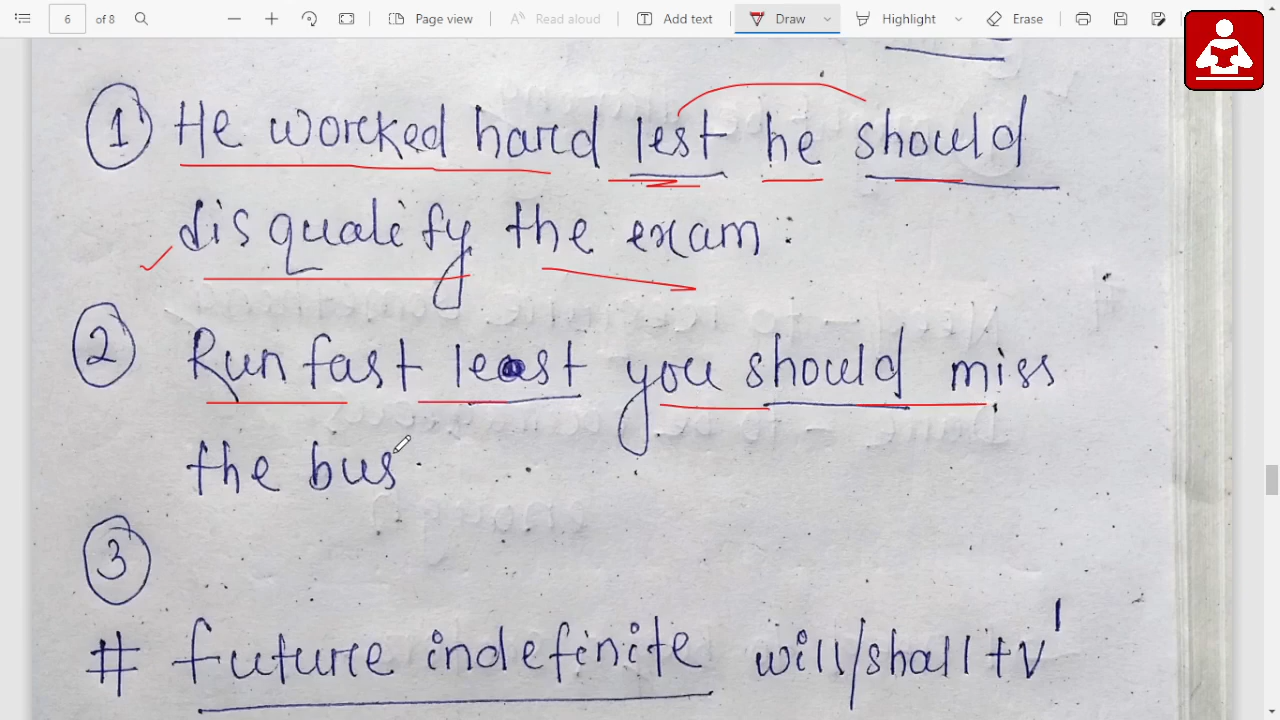 6 of 8 Page view Read aloud Add text Draw Highlight Erase
1 He worked hard lest he should
disqualify the exam:
2 Run fast least you should miss
the bus.
3
# future indefinite will/shall + v¹